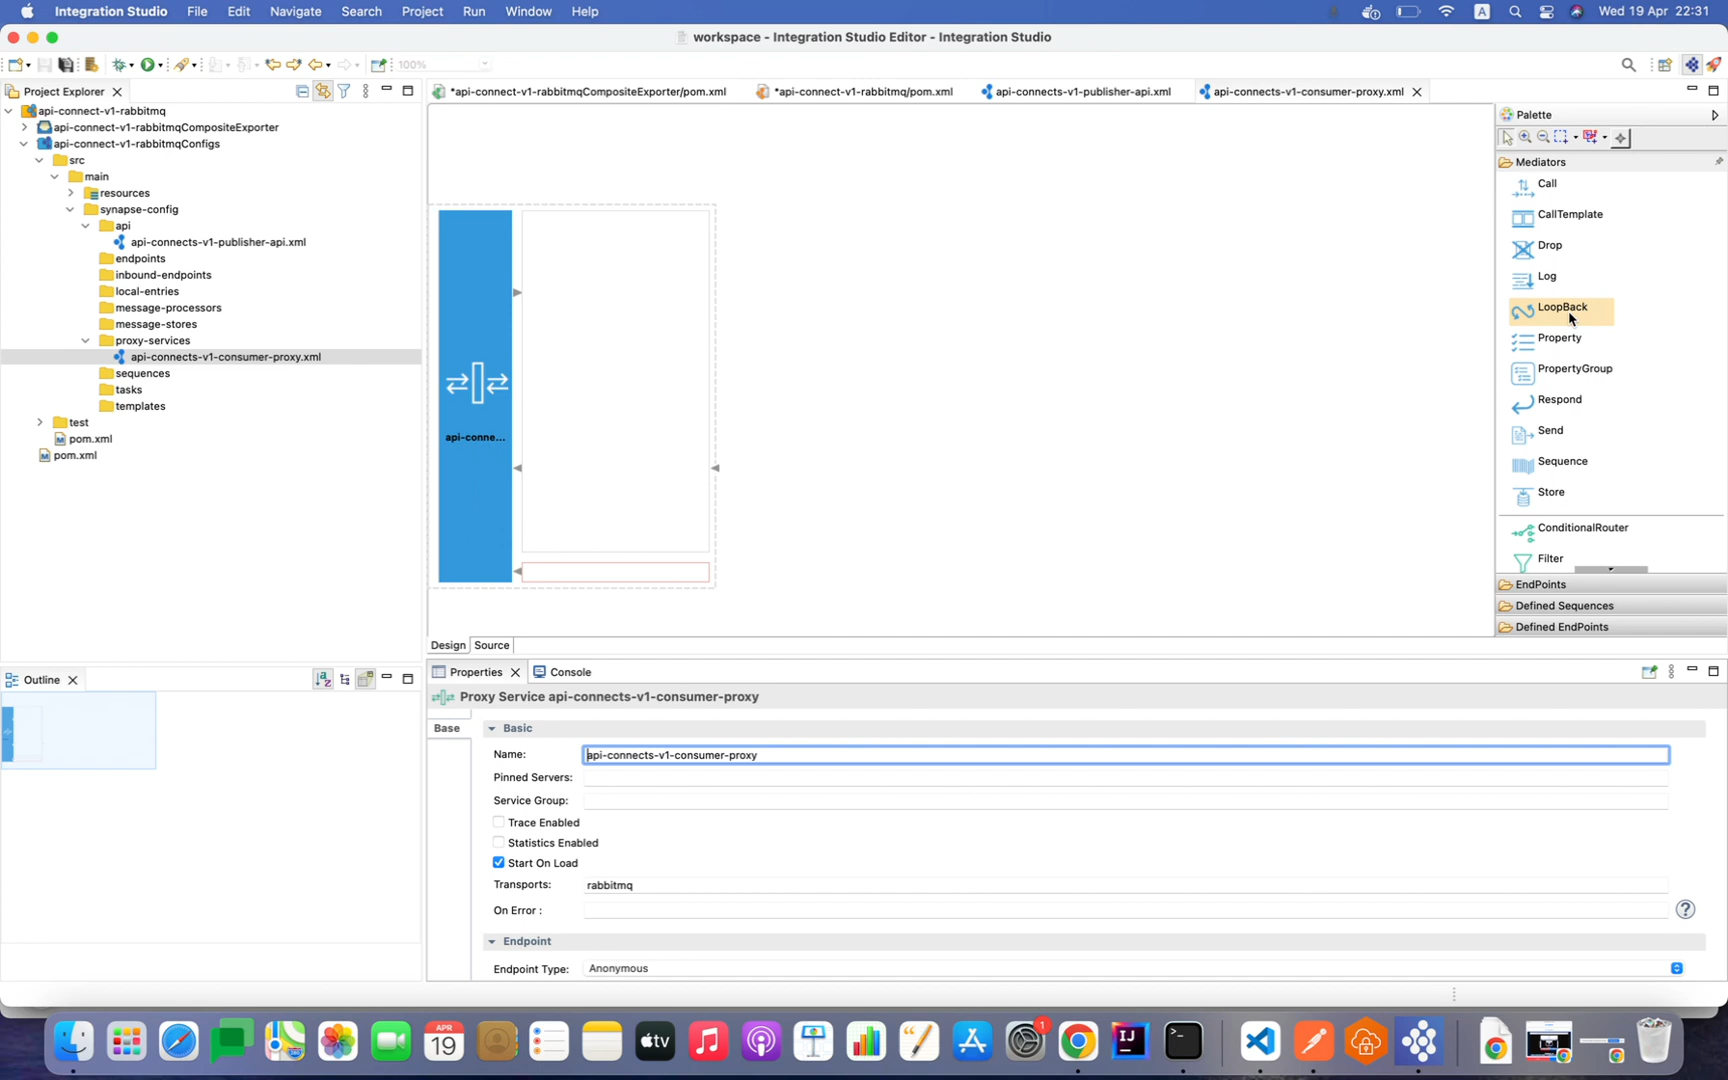 Integration Studio File Edit Navigate Search Project Run Window Help A Wed 19 Apr 22:31
workspace - Integration Studio Editor - Integration Studio
100%
Project Explorer
*api-connect-v1-rabbitmqCompositeExporter/pom.xml *api-connect-v1-rabbitmq/pom.xml api-connects-v1-publisher-api.xml api-connects-v1-consumer-proxy.xml
api-connect-v1-rabbitmq
api-connect-v1-rabbitmqCompositeExporter
api-connect-v1-rabbitmqConfigs
src
main
resources
synapse-config
api
api-connects-v1-publisher-api.xml
endpoints
inbound-endpoints
local-entries
message-processors
message-stores
proxy-services
api-connects-v1-consumer-proxy.xml
sequences
tasks
templates
test
pom.xml
pom.xml
api-conne...
Palette
Mediators
Call
CallTemplate
Drop
Log
LoopBack
Property
PropertyGroup
Respond
Send
Sequence
Store
ConditionalRouter
Filter
EndPoints
Defined Sequences
Defined EndPoints
Design Source
Outline
Properties Console
Proxy Service api-connects-v1-consumer-proxy
Base
Basic
Name: api-connects-v1-consumer-proxy
Pinned Servers:
Service Group:
Trace Enabled
Statistics Enabled
Start On Load
Transports: rabbitmq
On Error :
Endpoint
Endpoint Type: Anonymous
APR
19
tv
1
IJ